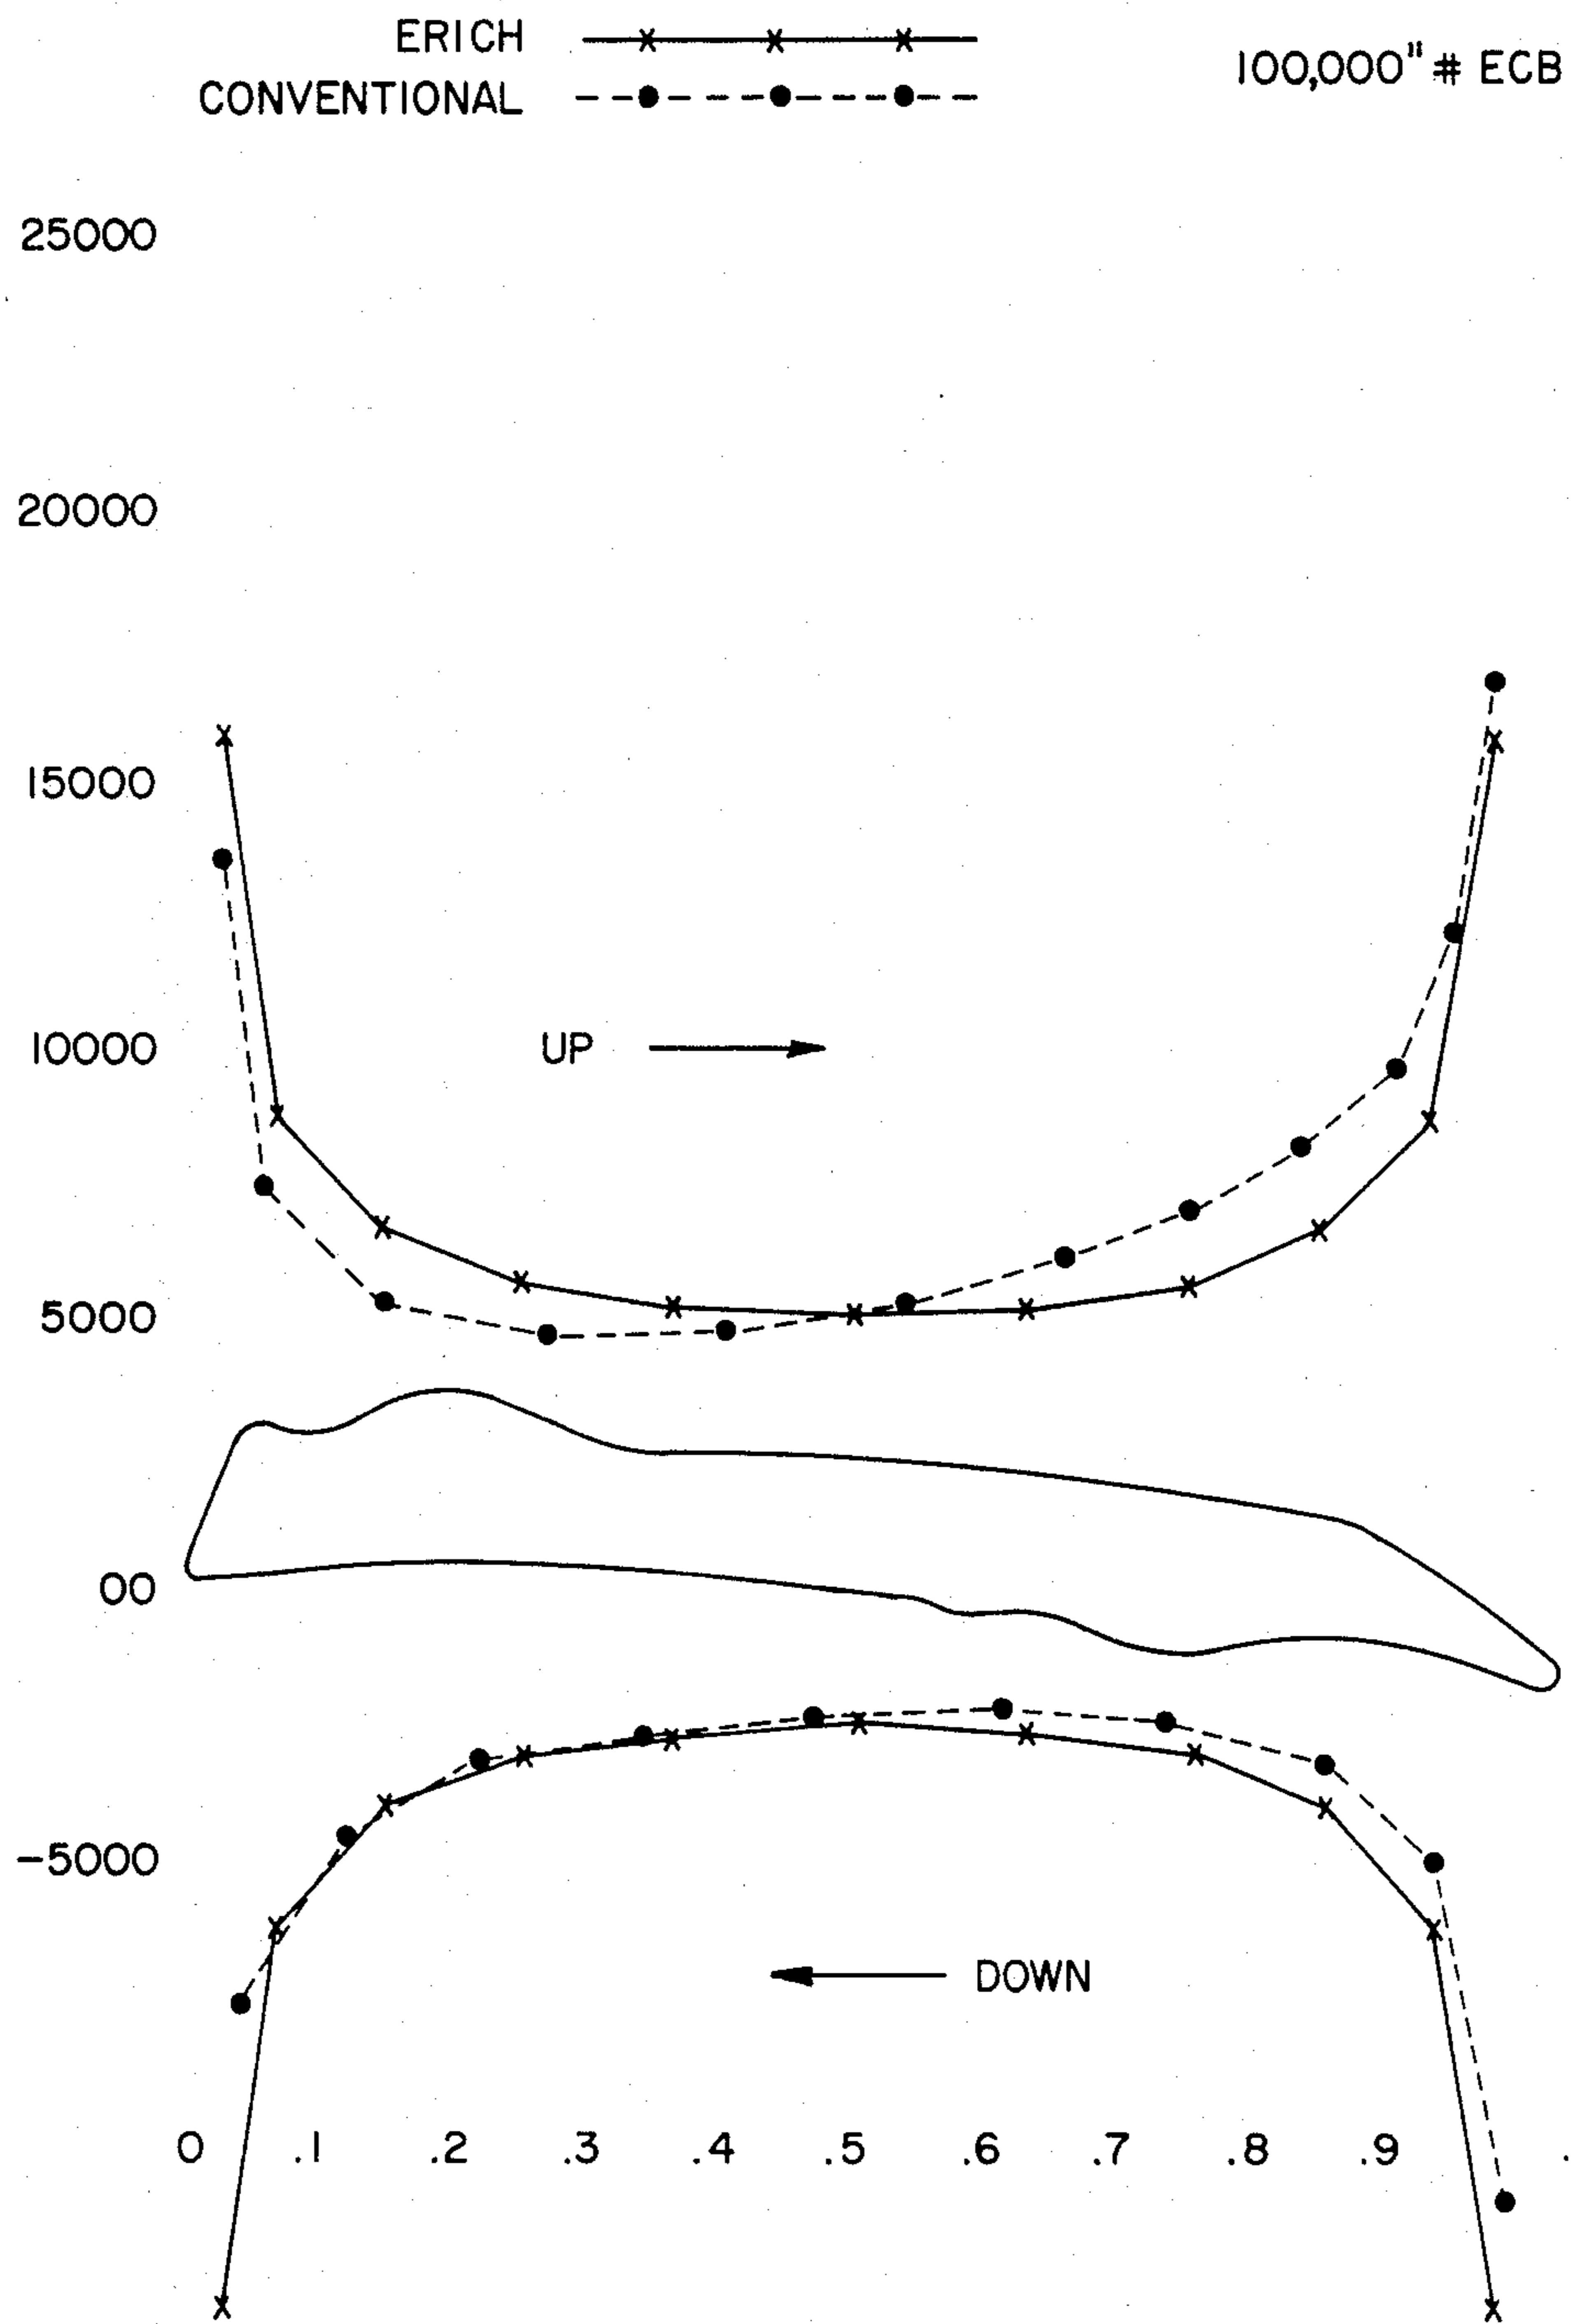 ERICH
CONVENTIONAL
100,000"# ECB
25000
20000
15000
10000
UP
5000
00
-5000
DOWN
0 .1 .2 .3 .4 .5 .6 .7 .8 .9